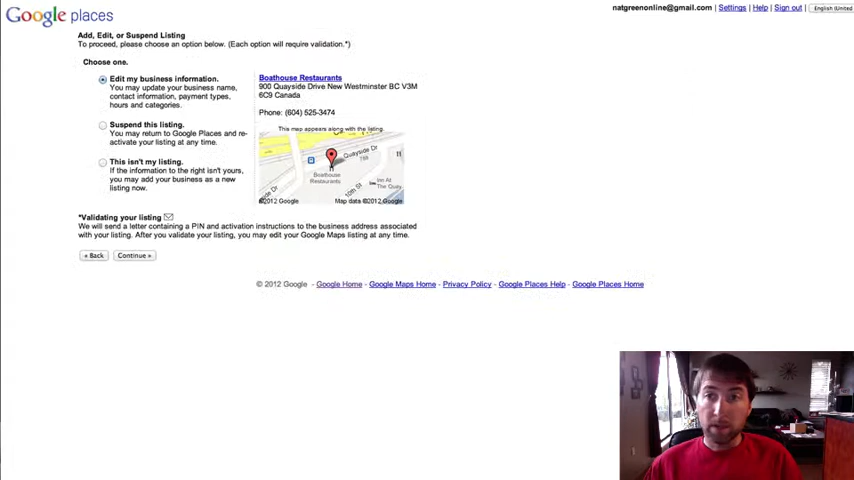 Google places
natgreenonline@gmail.com | Settings | Help | Sign out | English (United
Add, Edit, or Suspend Listing
To proceed, please choose an option below. (Each option will require validation.*)
Choose one.
Edit my business information.
You may update your business name,
contact information, payment types,
hours and categories.
Suspend this listing.
You may return to Google Places and re-
activate your listing at any time.
This isn't my listing.
If the information to the right isn't yours,
you may add your business as a new
listing now.
Boathouse Restaurants
900 Quayside Drive New Westminster BC V3M
6C9 Canada
Phone: (604) 525-3474
This map appears along with the listing.
Quayside Dr
Boathouse
Restaurants
10th St
Inn At
The Quay
©2012 Google
Map data ©2012 Google
*Validating your listing
We will send a letter containing a PIN and activation instructions to the business address associated
with your listing. After you validate your listing, you may edit your Google Maps listing at any time.
« Back
Continue »
© 2012 Google - Google Home - Google Maps Home - Privacy Policy - Google Places Help - Google Places Home